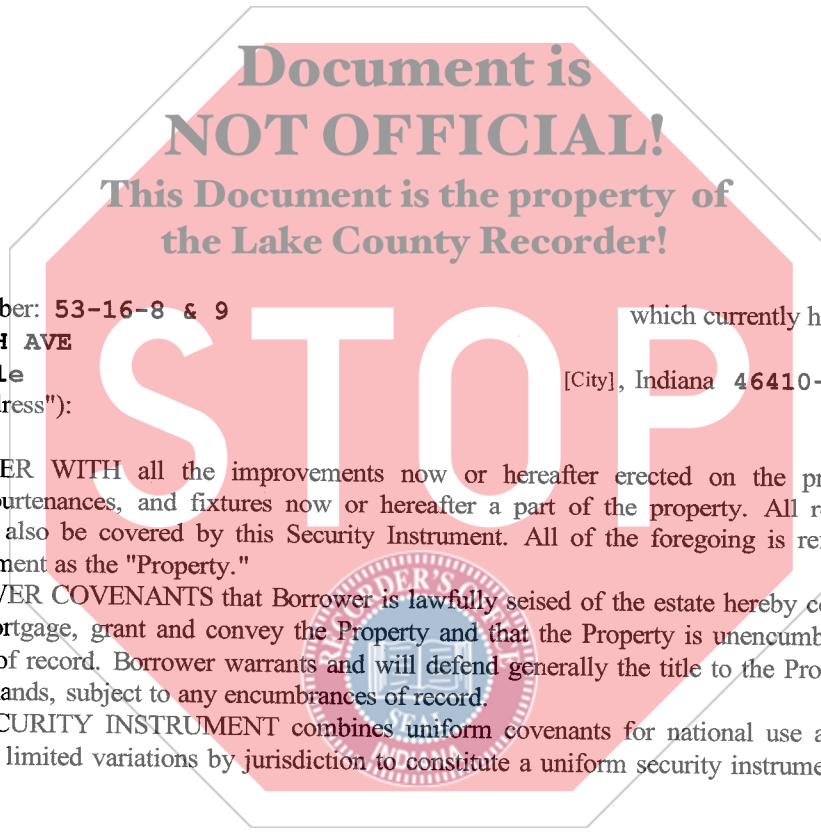 Document is
NOT OFFICIAL!
This Document is the property of
the Lake County Recorder!
STOP
ber: 53-16-8 & 9 which currently h
H AVE
le [City], Indiana 46410-
ress"):
ER WITH all the improvements now or hereafter erected on the pr
purtenances, and fixtures now or hereafter a part of the property. All r
also be covered by this Security Instrument. All of the foregoing is re
ment as the "Property."
VER COVENANTS that Borrower is lawfully seised of the estate hereby c
ortgage, grant and convey the Property and that the Property is unencumb
of record. Borrower warrants and will defend generally the title to the Pro
ands, subject to any encumbrances of record.
CURITY INSTRUMENT combines uniform covenants for national use a
limited variations by jurisdiction to constitute a uniform security instrume
RECORDER'S OFFICE
SEAL
INDIANA